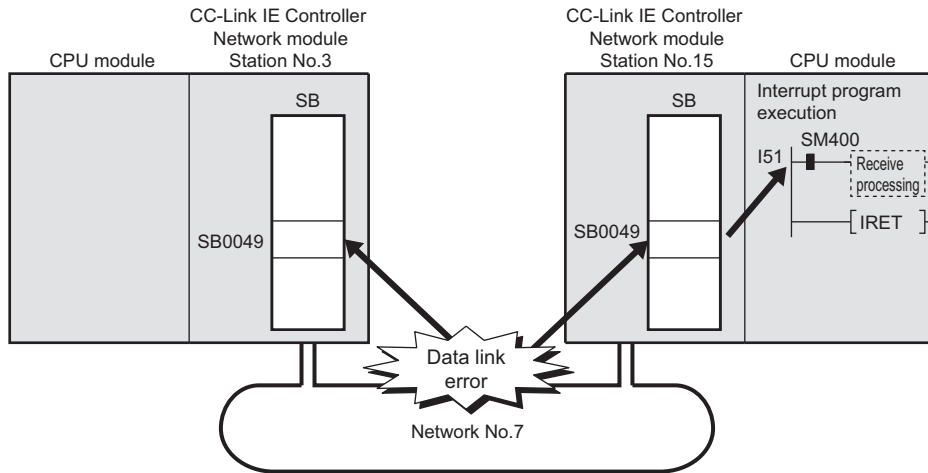 CC-Link IE Controller
Network module
Station No.3
CPU module
SB
SB0049
CC-Link IE Controller
Network module
Station No.15
CPU module
SB
SB0049
Interrupt program
execution
SM400
I51
Receive
processing
IRET
Data link
error
Network No.7